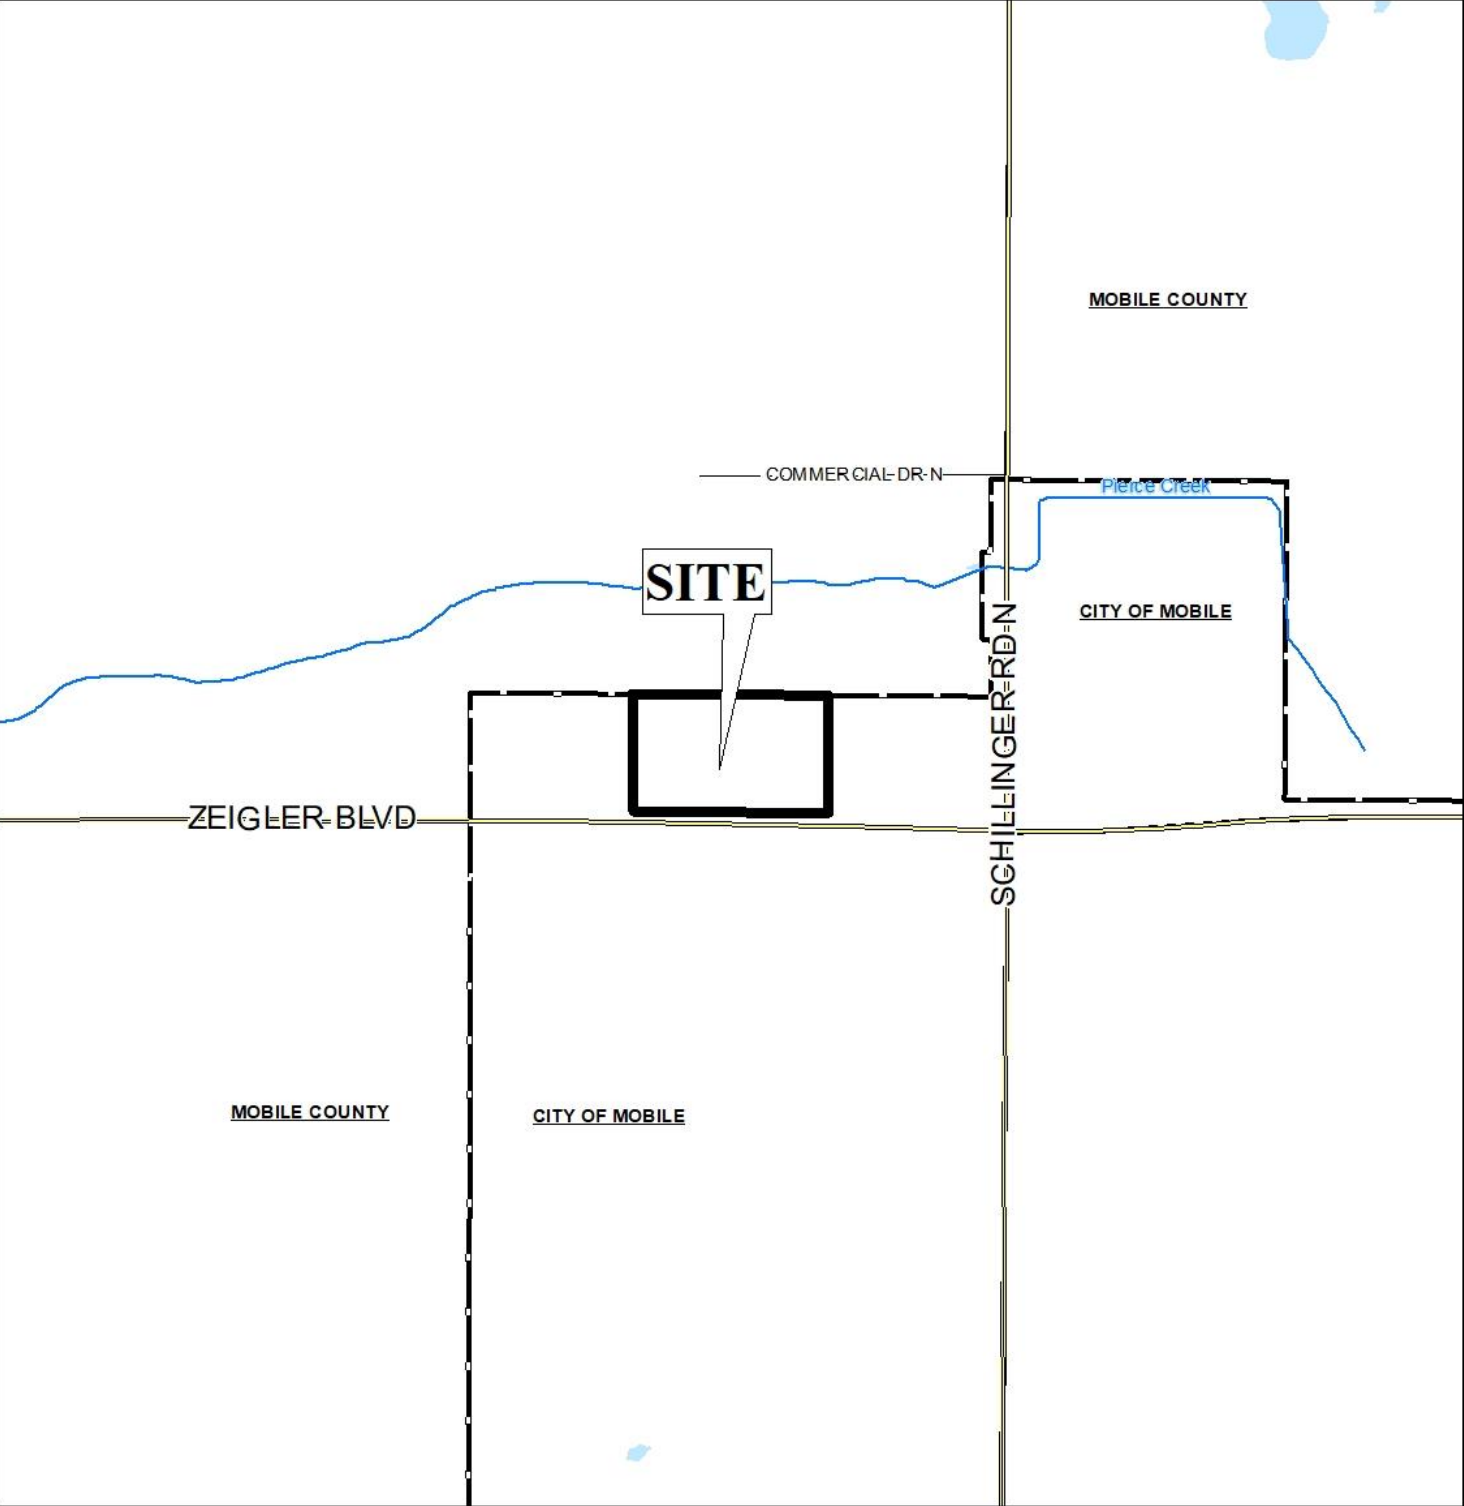 MOBILE COUNTY
COMMERCIAL DR N
Pierce Creek
SITE
CITY OF MOBILE
SCHILLINGER RD N
ZEIGLER BLVD
MOBILE COUNTY
CITY OF MOBILE